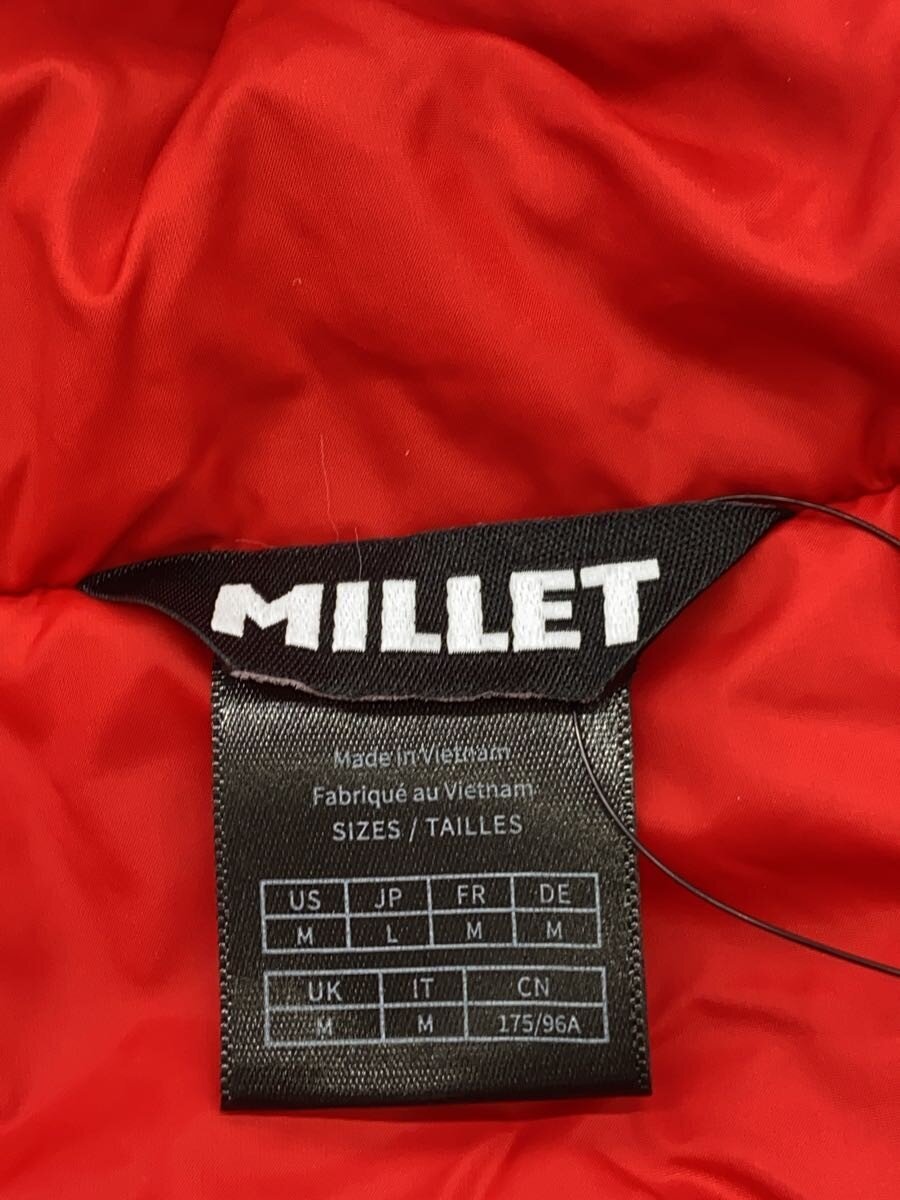 MILLET
Made in Vietnam
Fabriqué au Vietnam
SIZES / TAILLES
US JP FR DE
M L M M
UK IT CN
M M 175/96A